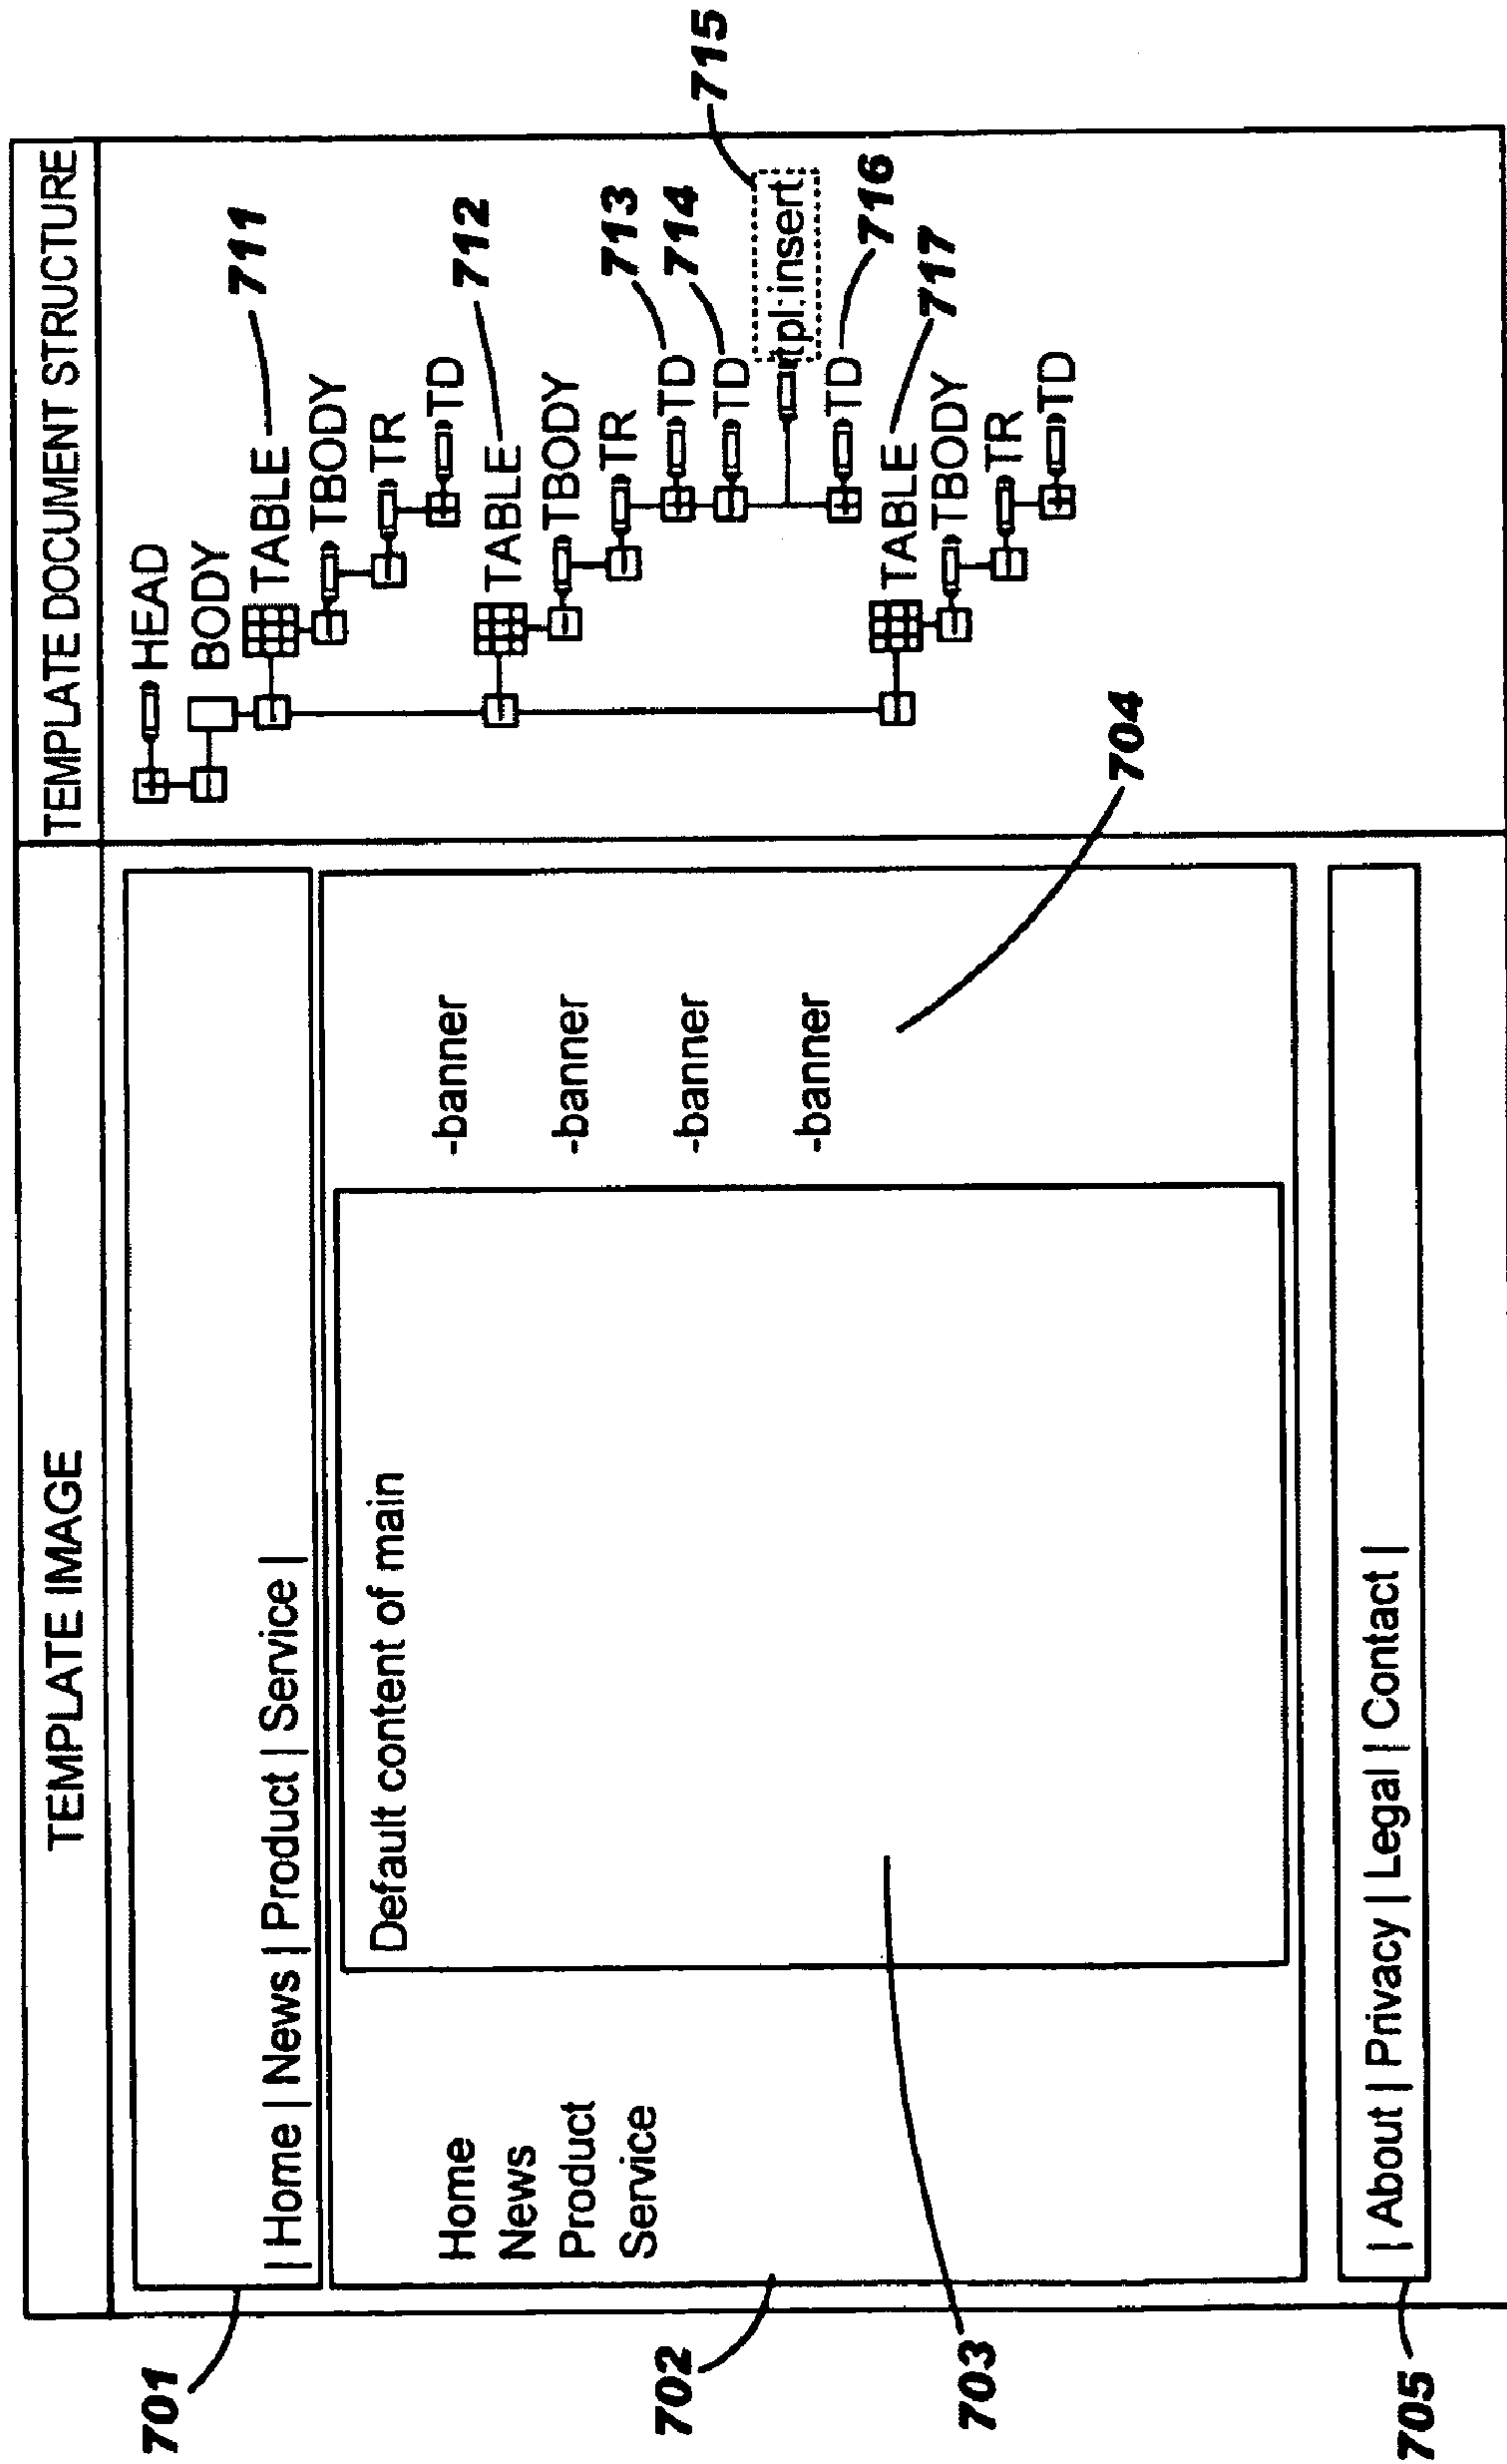 TEMPLATE IMAGE
TEMPLATE DOCUMENT STRUCTURE
701
| Home | News | Product | Service |
702
Home
News
Product
Service
Default content of main
703
-banner
-banner
-banner
-banner
704
705
| About | Privacy | Legal | Contact |
HEAD
BODY
TABLE 711
TBODY
TR
TD
TABLE 712
TBODY
TR
TD 713
TD 714
tpl:insert 715
TD 716
TABLE 717
TBODY
TR
TD